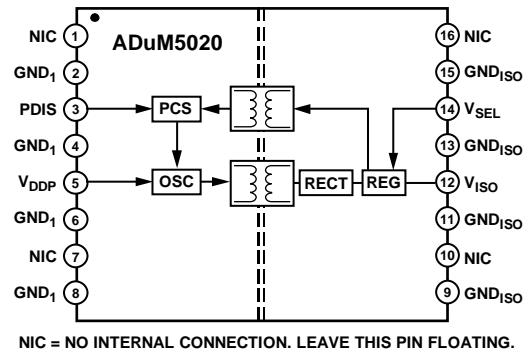 ADuM5020
NIC 1
GND1 2
PDIS 3
GND1 4
VDDP 5
GND1 6
NIC 7
GND1 8
PCS
OSC
RECT
REG
16 NIC
15 GNDISO
14 VSEL
13 GNDISO
12 VISO
11 GNDISO
10 NIC
9 GNDISO
NIC = NO INTERNAL CONNECTION. LEAVE THIS PIN FLOATING.